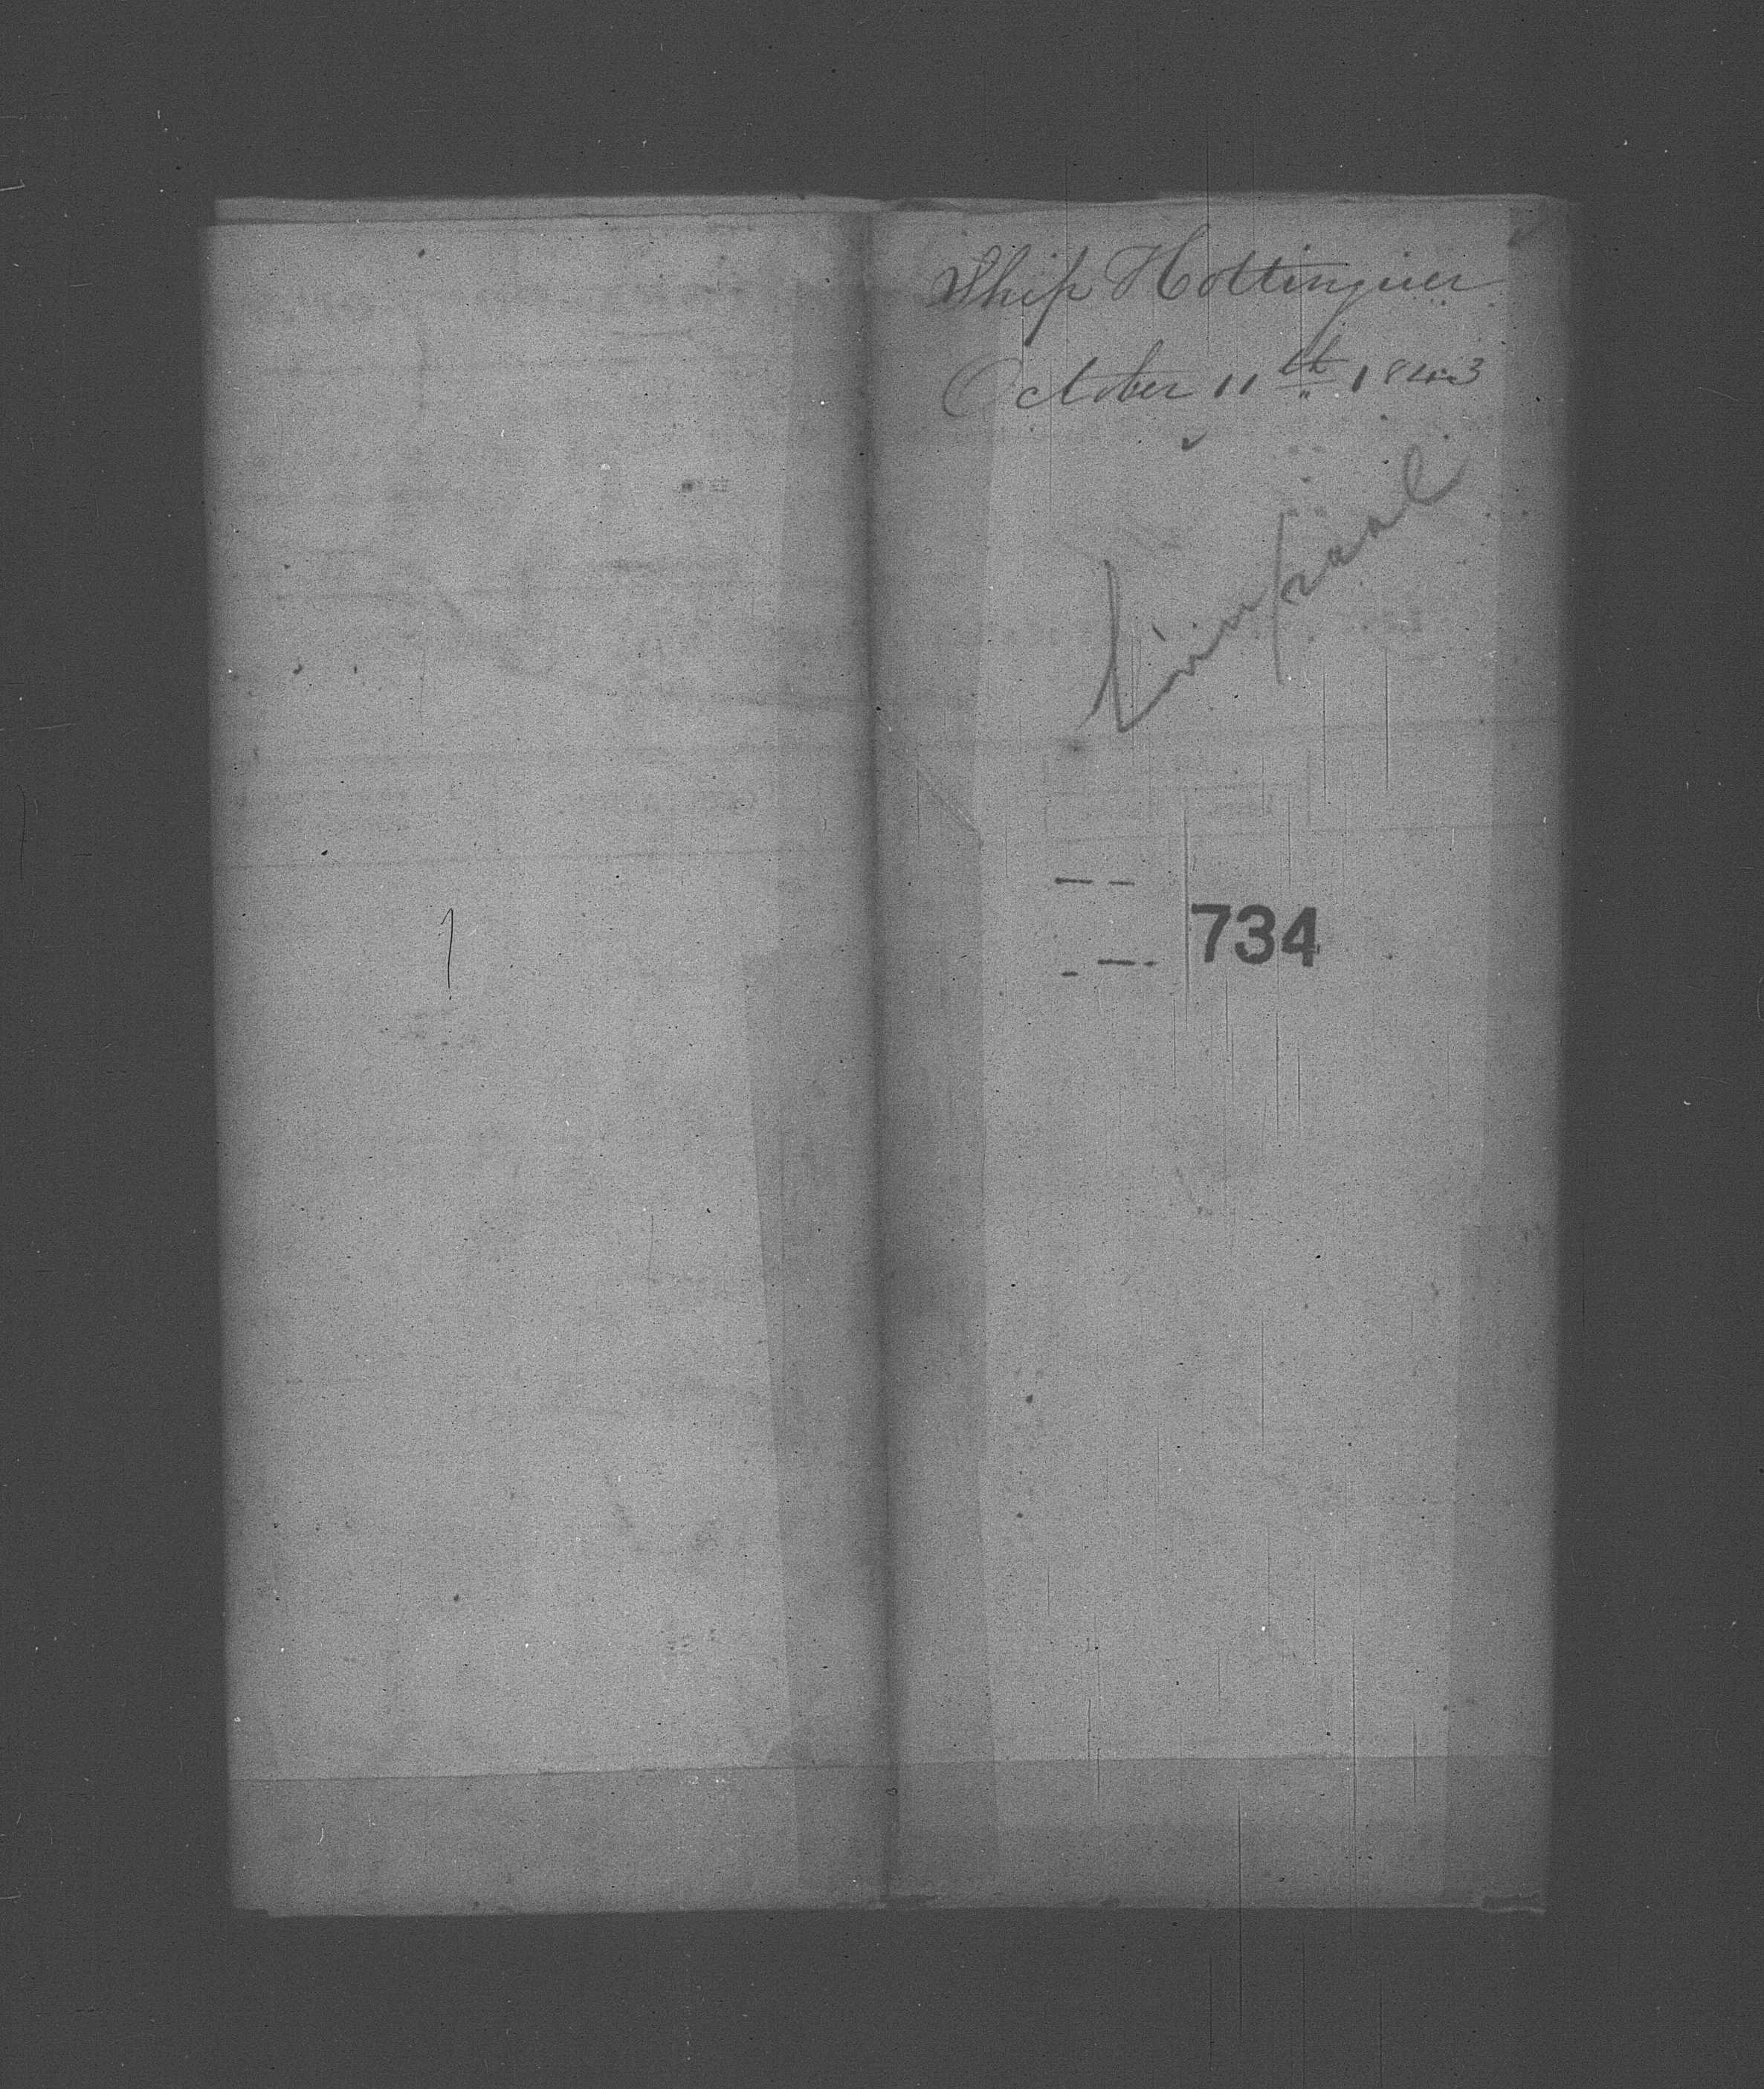 Ship Hottinguer
October 11th 1843
Liverpool
734